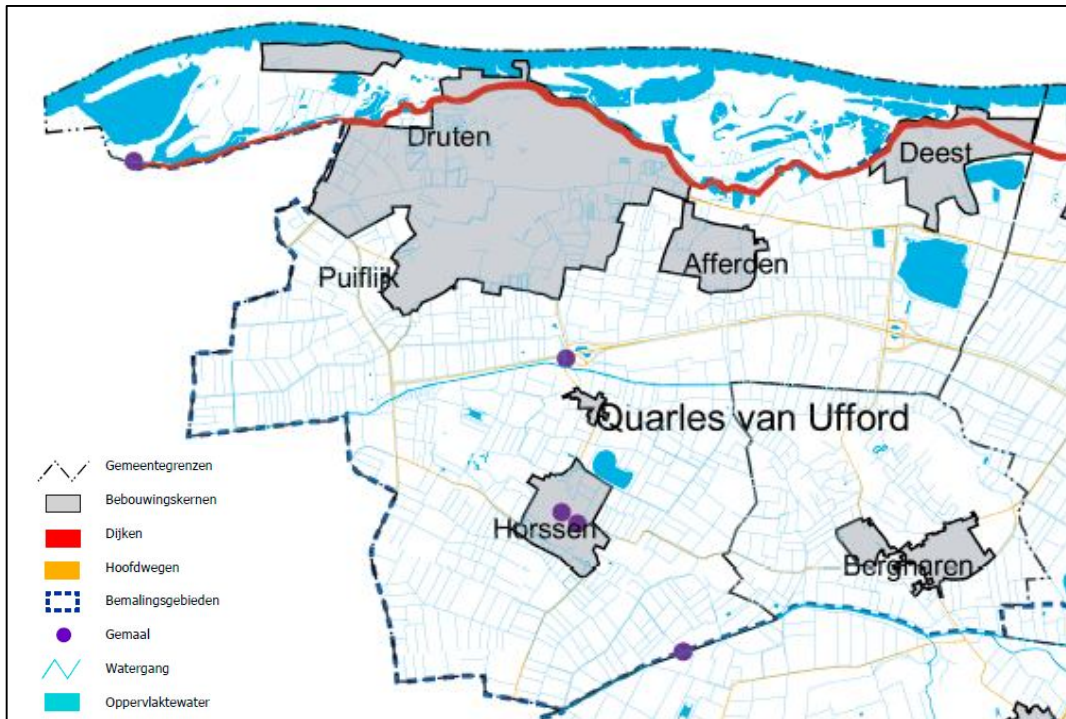 Druten
Deest
Puiflijk
Afferden
Quarles van Ufford
Horssen
Bergharen
Gemeentegrenzen
Bebouwingskernen
Dijken
Hoofdwegen
Bemalingsgebieden
Gemaal
Watergang
Oppervlaktewater